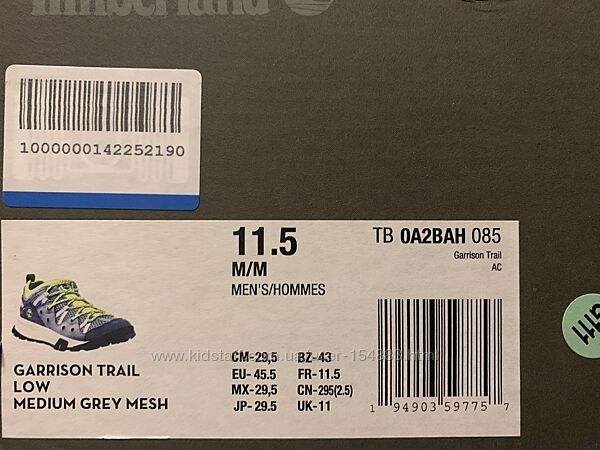 Timberland
10000000142252190
11.5
M/M
MEN'S/HOMMES
TB 0A2BAH 085
Garrison Trail
AC
GARRISON TRAIL
LOW
MEDIUM GREY MESH
CM-29,5 BZ-43
EU-45.5 FR-11.5
MX-29.5 CN-295(2.5)
JP-29.5 UK-11
1 94903 59775 7